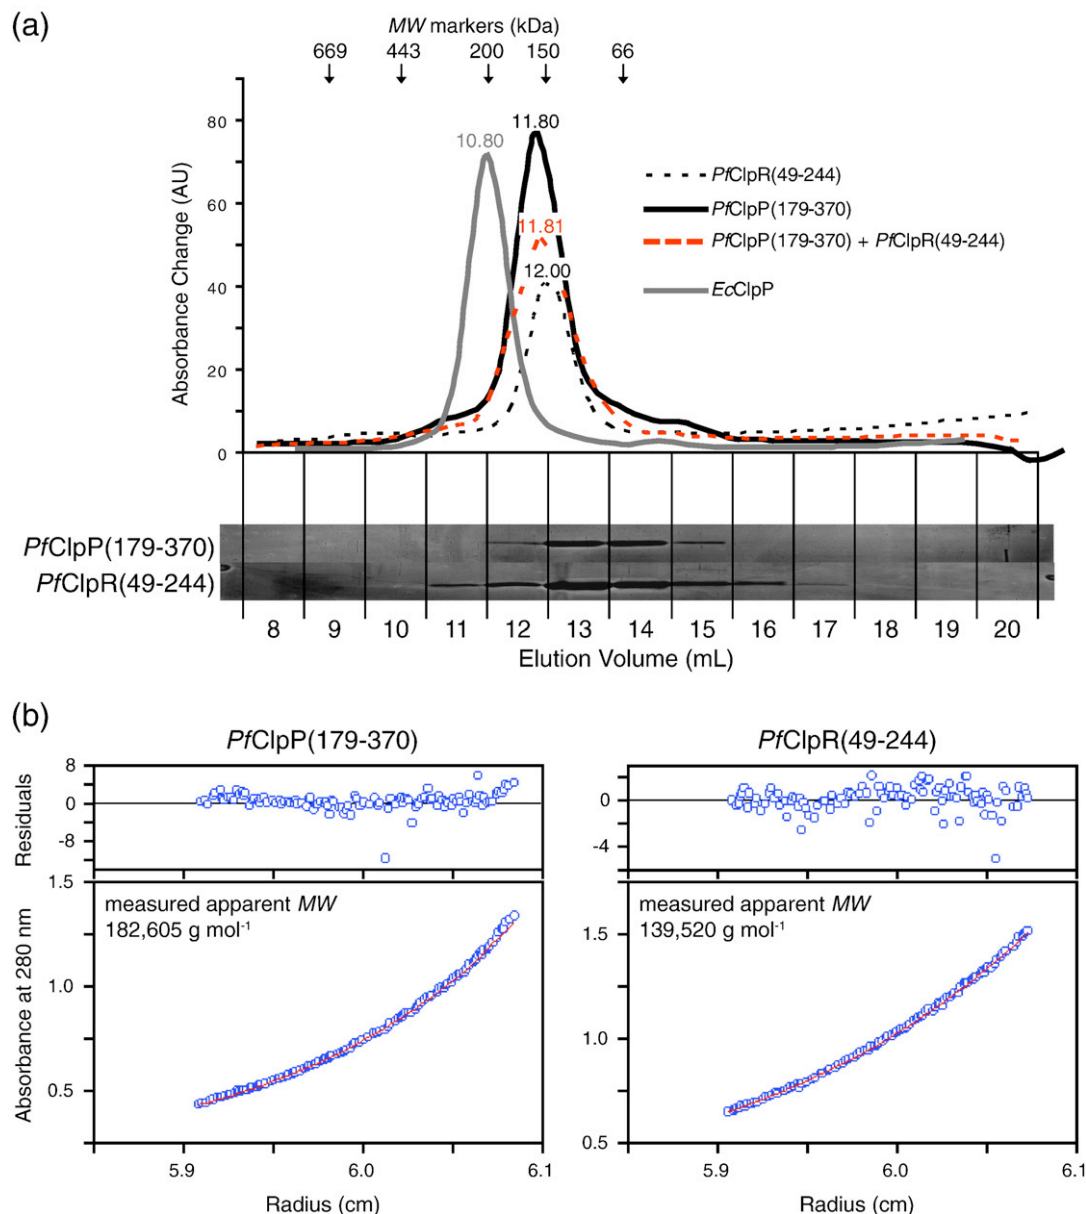 (a)
MW markers (kDa)
669 443 200 150 66
Absorbance Change (AU)
80
60
40
20
0
10.80
11.80
11.81
12.00
PfClpR(49-244)
PfClpP(179-370)
PfClpP(179-370) + PfClpR(49-244)
EcClpP
PfClpP(179-370)
PfClpR(49-244)
8 9 10 11 12 13 14 15 16 17 18 19 20
Elution Volume (mL)
(b)
PfClpP(179-370)
Residuals
8
0
-8
Absorbance at 280 nm
1.5
1.0
0.5
measured apparent MW
182,605 g mol-1
5.9 6.0 6.1
Radius (cm)
PfClpR(49-244)
0
-4
1.5
1.0
0.5
measured apparent MW
139,520 g mol-1
5.9 6.0 6.1
Radius (cm)